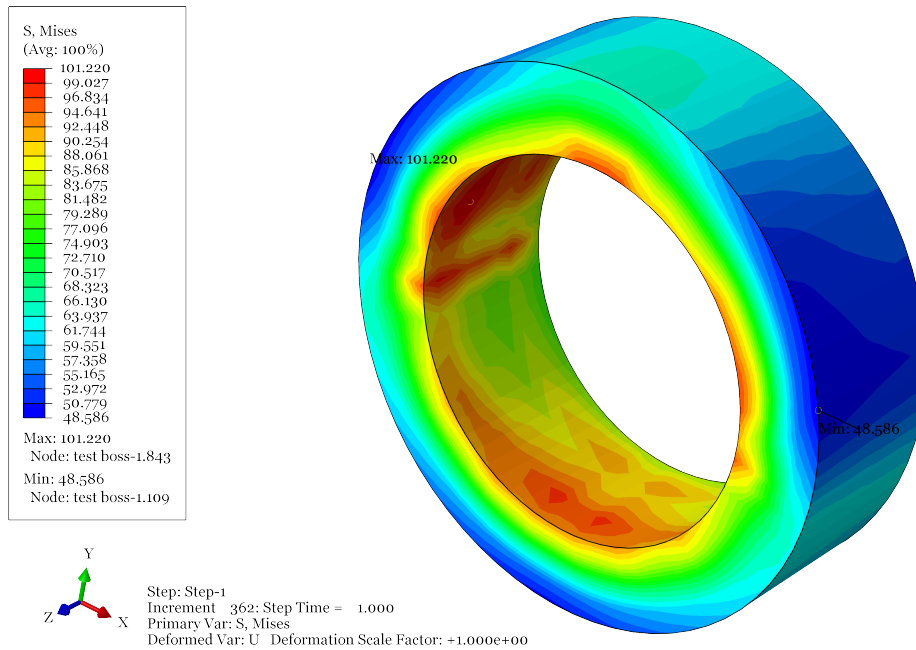 S, Mises
(Avg: 100%)
101.220
99.027
96.834
94.641
92.448
90.254
88.061
85.868
83.675
81.482
79.289
77.096
74.903
72.710
70.517
68.323
66.130
63.937
61.744
59.551
57.358
55.165
52.972
50.779
48.586
Max: 101.220
Node: test boss-1.843
Min: 48.586
Node: test boss-1.109
Max: 101.220
Min: 48.586
Y
Z
X
Step: Step-1
Increment 362: Step Time = 1.000
Primary Var: S, Mises
Deformed Var: U Deformation Scale Factor: +1.000e+00